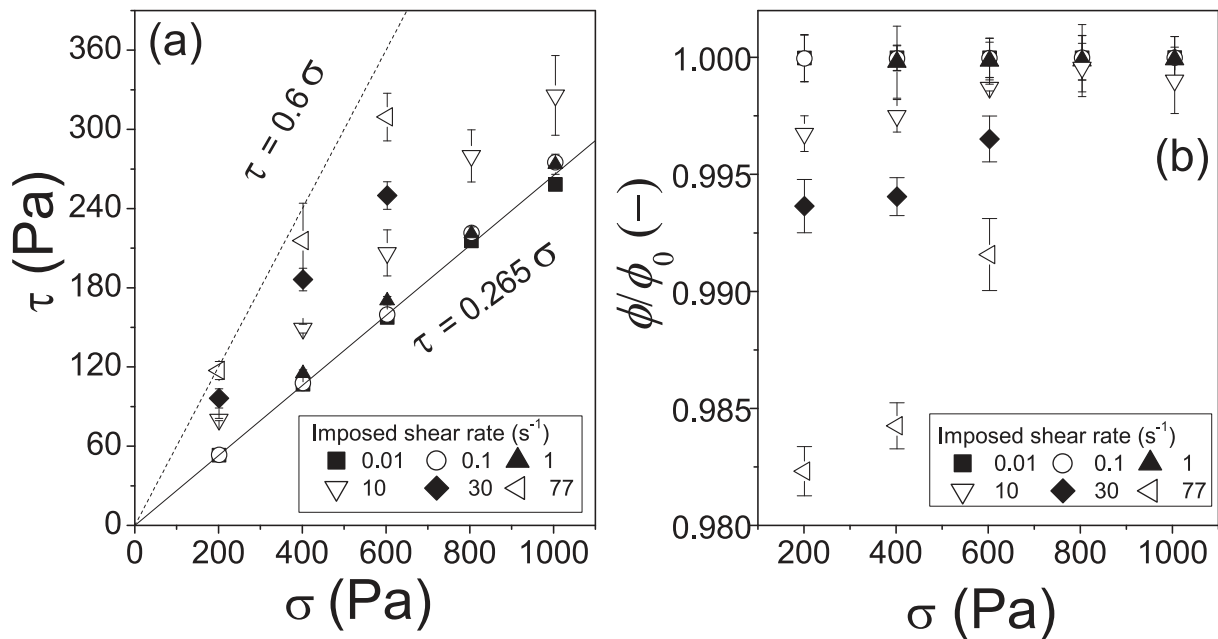 (a)
τ = 0.6 σ
τ = 0.265 σ
τ (Pa)
360
300
240
180
120
60
0
0 200 400 600 800 1000
σ (Pa)
Imposed shear rate (s⁻¹)
0.01 0.1 1
10 30 77
(b)
ϕ/ϕ₀ (−)
1.000
0.995
0.990
0.985
0.980
200 400 600 800 1000
σ (Pa)
Imposed shear rate (s⁻¹)
0.01 0.1 1
10 30 77